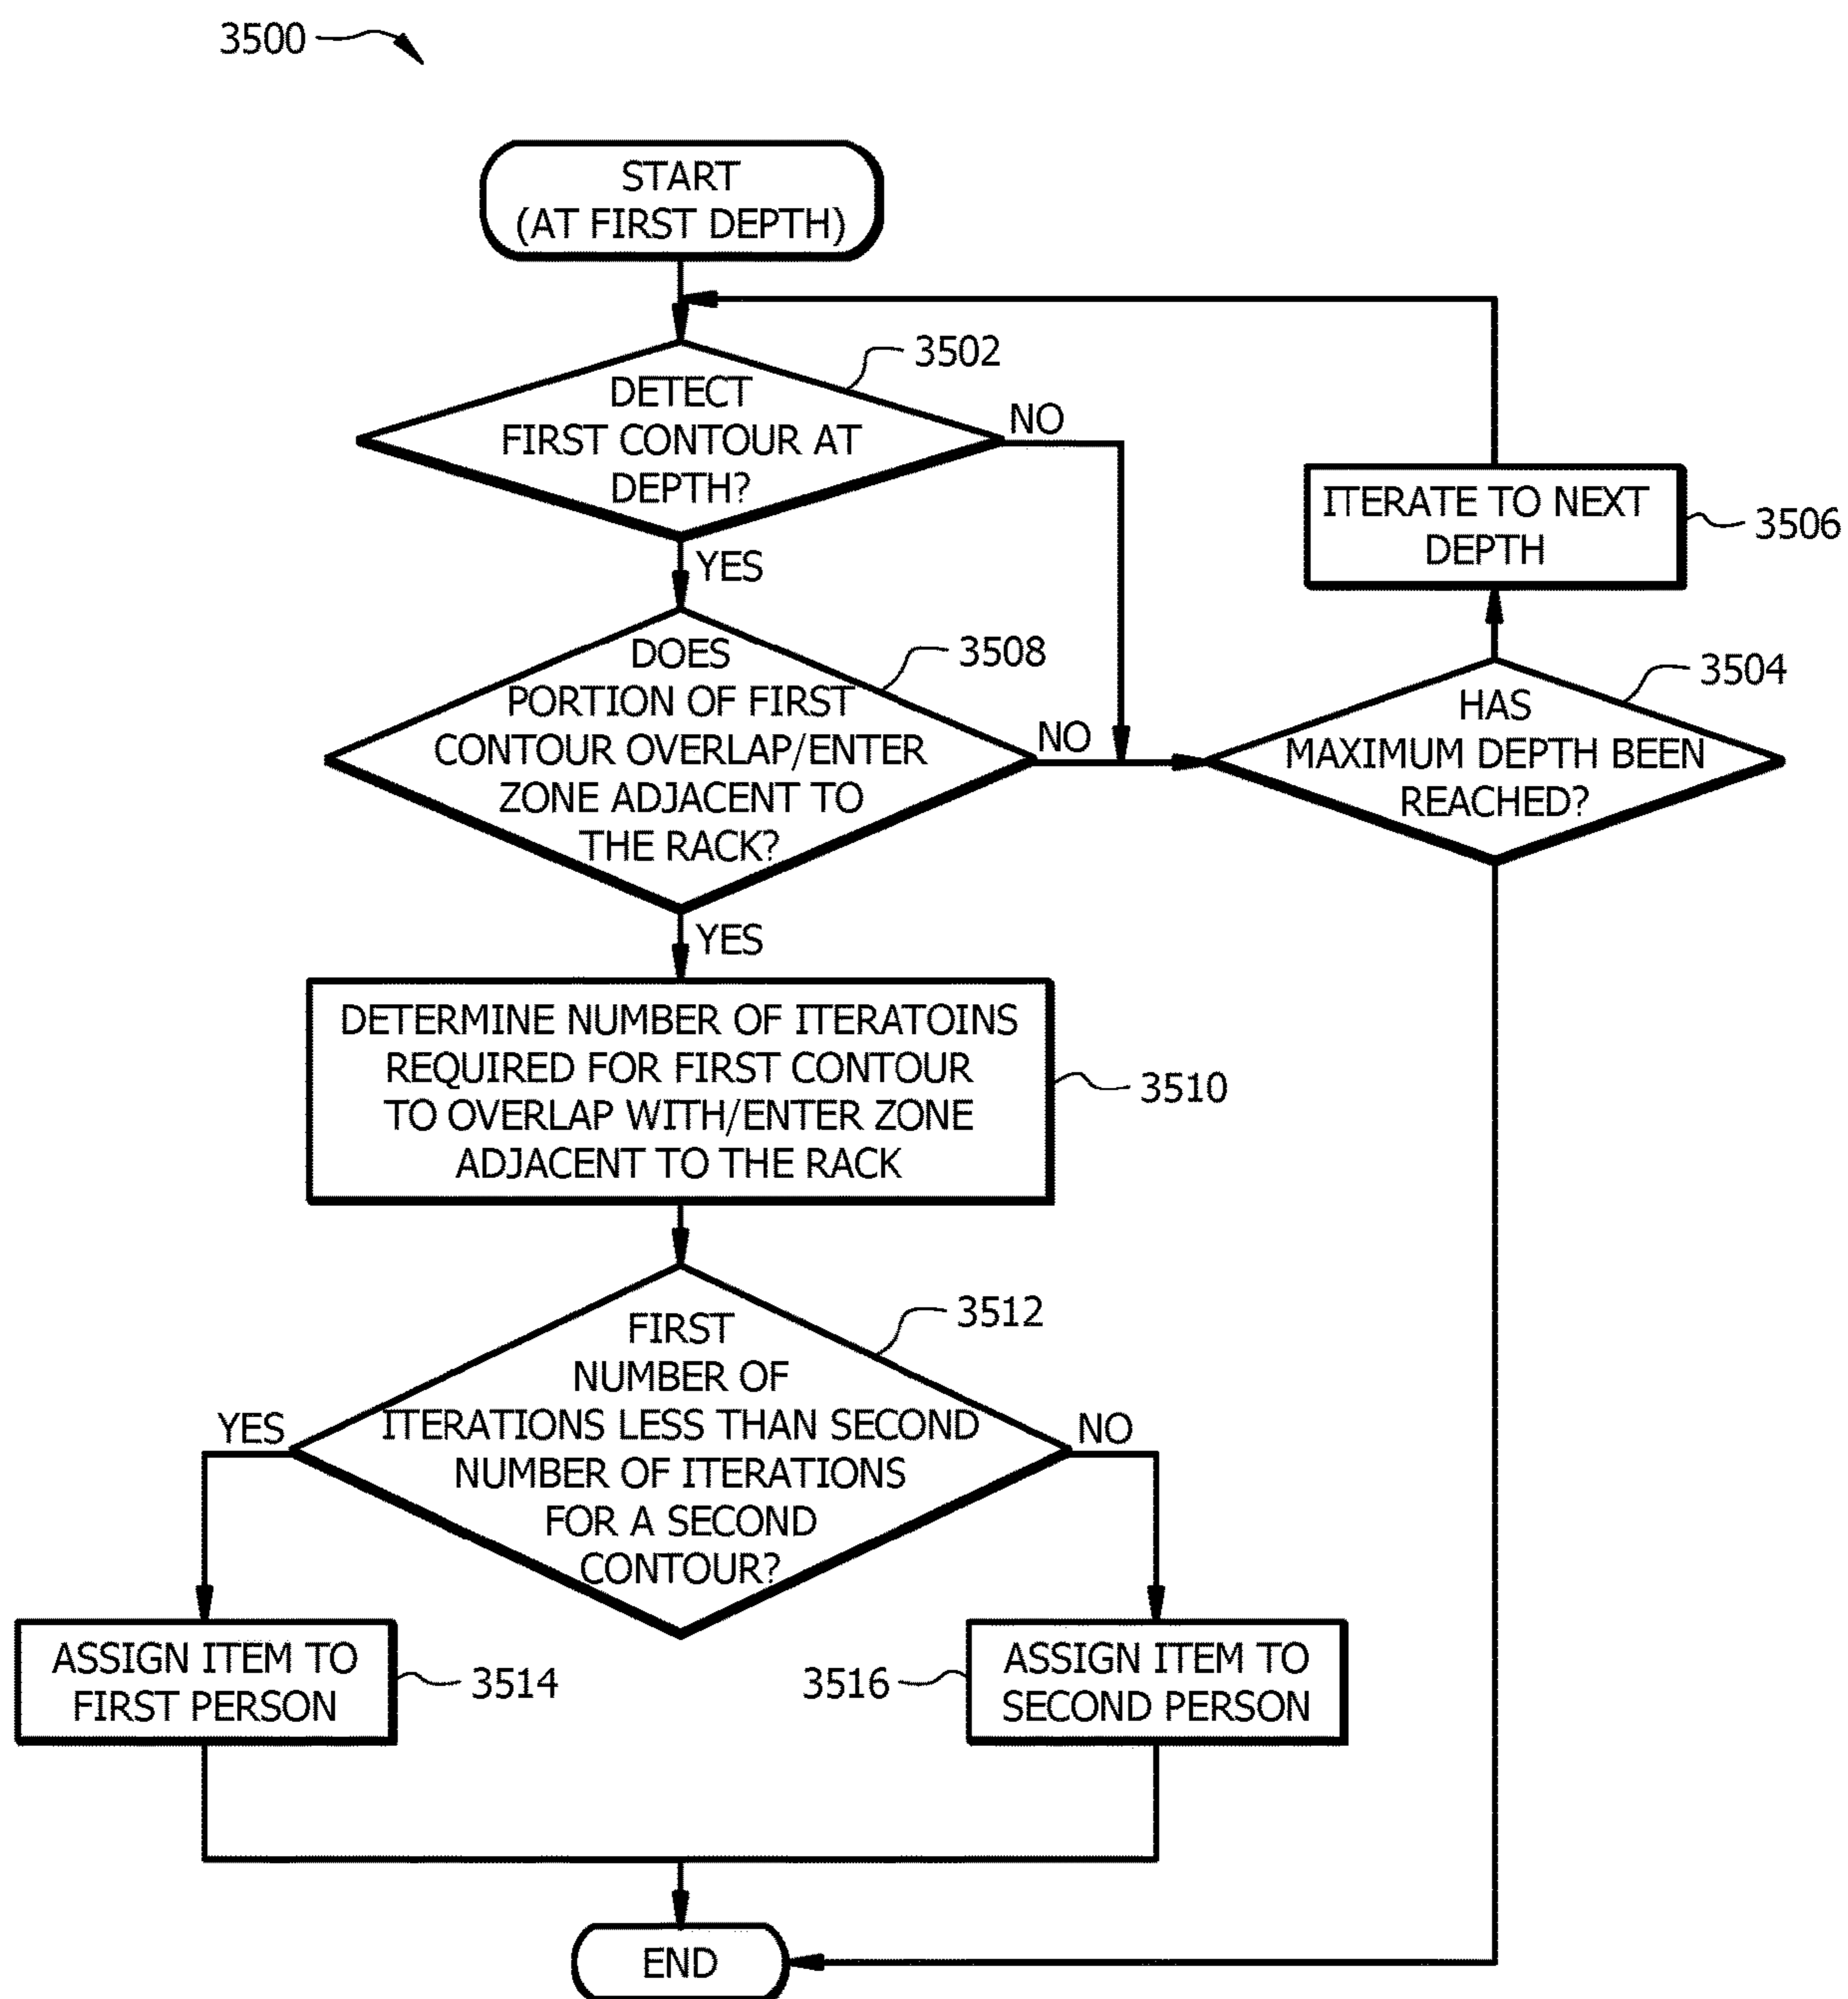 3500
START
(AT FIRST DEPTH)
3502
DETECT
FIRST CONTOUR AT
DEPTH?
NO
YES
ITERATE TO NEXT
DEPTH
3506
DOES
PORTION OF FIRST
CONTOUR OVERLAP/ENTER
ZONE ADJACENT TO
THE RACK?
3508
NO
YES
3504
HAS
MAXIMUM DEPTH BEEN
REACHED?
DETERMINE NUMBER OF ITERATOINS
REQUIRED FOR FIRST CONTOUR
TO OVERLAP WITH/ENTER ZONE
ADJACENT TO THE RACK
3510
3512
FIRST
NUMBER OF
ITERATIONS LESS THAN SECOND
NUMBER OF ITERATIONS
FOR A SECOND
CONTOUR?
YES
NO
ASSIGN ITEM TO
FIRST PERSON
3514
3516
ASSIGN ITEM TO
SECOND PERSON
END